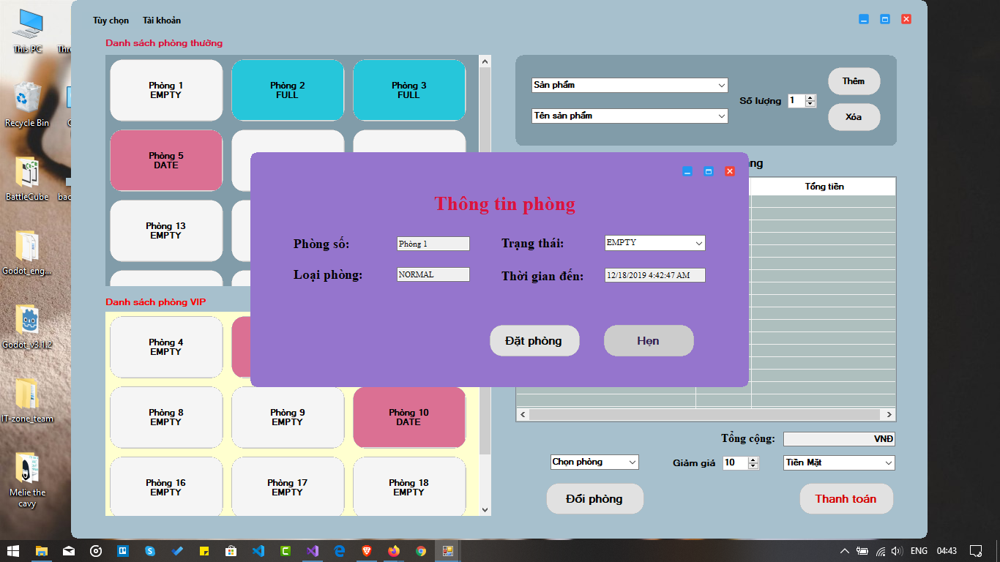 Tùy chọn Tài khoản
Danh sách phòng thường
Phòng 1
EMPTY
Phòng 2
FULL
Phòng 3
FULL
Phòng 5
DATE
Phòng 13
EMPTY
Danh sách phòng VIP
Phòng 4
EMPTY
Phòng 8
EMPTY
Phòng 9
EMPTY
Phòng 10
DATE
Phòng 16
EMPTY
Phòng 17
EMPTY
Phòng 18
EMPTY
Sản phẩm
Tên sản phẩm
Số lượng
1
Thêm
Xóa
Tổng tiền
Thông tin phòng
Phòng số:
Phòng 1
Trạng thái:
EMPTY
Loại phòng:
NORMAL
Thời gian đến:
12/18/2019 4:42:47 AM
Đặt phòng
Hẹn
Tổng cộng:
VNĐ
Chọn phòng
Giảm giá
10
Tiền Mặt
Đổi phòng
Thanh toán
This PC
Recycle Bin
BattleCube
Godot_eng...
Godot_v3.1.2
IT-zone_team
Melie the
cavy
ENG
04:43